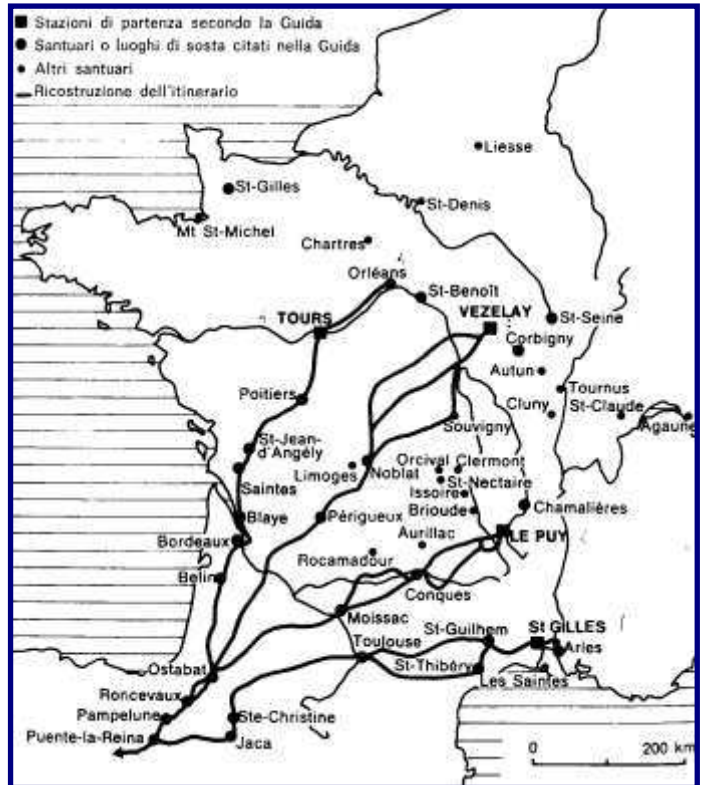 Stazioni di partenza secondo la Guida
Santuari o luoghi di sosta citati nella Guida
Altri santuari
Ricostruzione dell'itinerario
Liesse
St-Gilles
St-Denis
Mt St-Michel
Chartres
Orléans
St-Benoît
TOURS
VEZELAY
St-Seine
Corbigny
Autun
Poitiers
Tournus
Cluny
St-Claude
Agaune
Souvigny
St-Jean-
d'Angély
Orcival Clermont
Limoges
Noblat
St-Nectaire
Saintes
Issoire
Chamalières
Brioude
Blaye
Périgueux
Bordeaux
Aurillac
LE PUY
Rocamadour
Belin
Conques
Moissac
St-Guilhem
St GILLES
Toulouse
Arles
Ostabat
St-Thibéry
Les Saintes
Roncevaux
Pampelune
Ste-Christine
Puente-la-Reina
Jaca
0 200 km